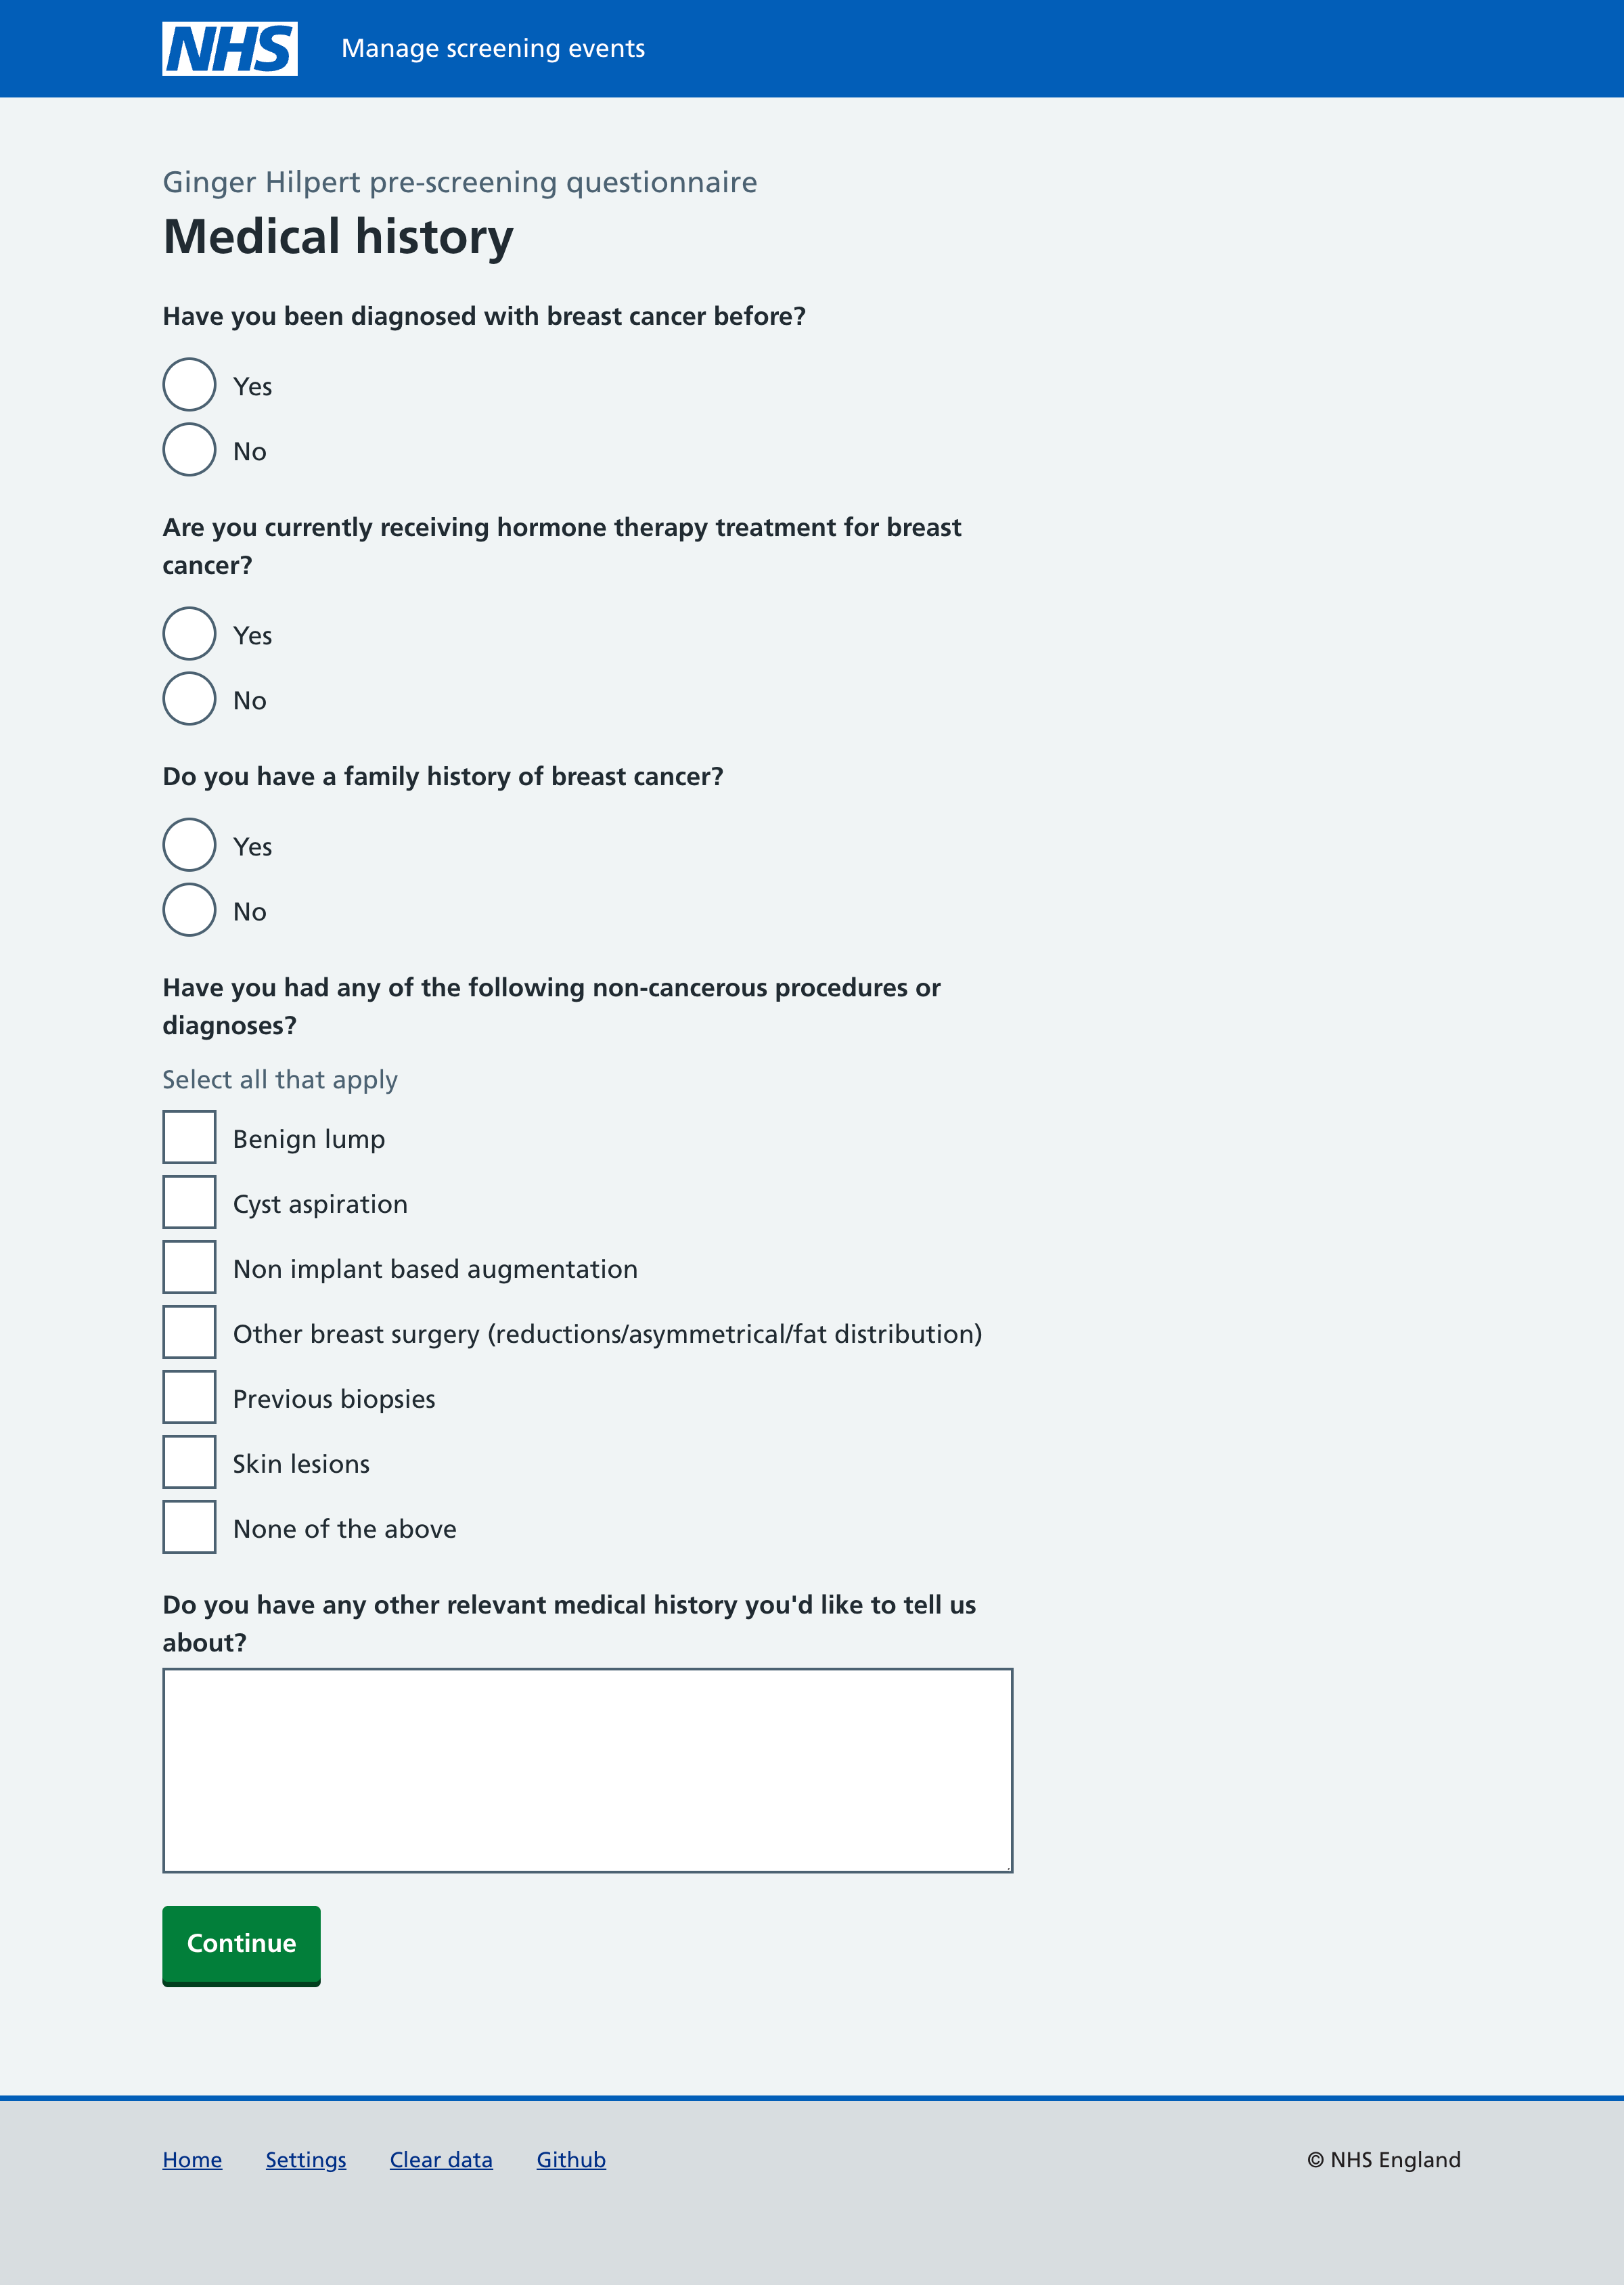 NHS Manage screening events
Ginger Hilpert pre-screening questionnaire
Medical history
Have you been diagnosed with breast cancer before?
Yes
No
Are you currently receiving hormone therapy treatment for breast
cancer?
Yes
No
Do you have a family history of breast cancer?
Yes
No
Have you had any of the following non-cancerous procedures or
diagnoses?
Select all that apply
Benign lump
Cyst aspiration
Non implant based augmentation
Other breast surgery (reductions/asymmetrical/fat distribution)
Previous biopsies
Skin lesions
None of the above
Do you have any other relevant medical history you'd like to tell us
about?
Continue
Home Settings Clear data Github © NHS England